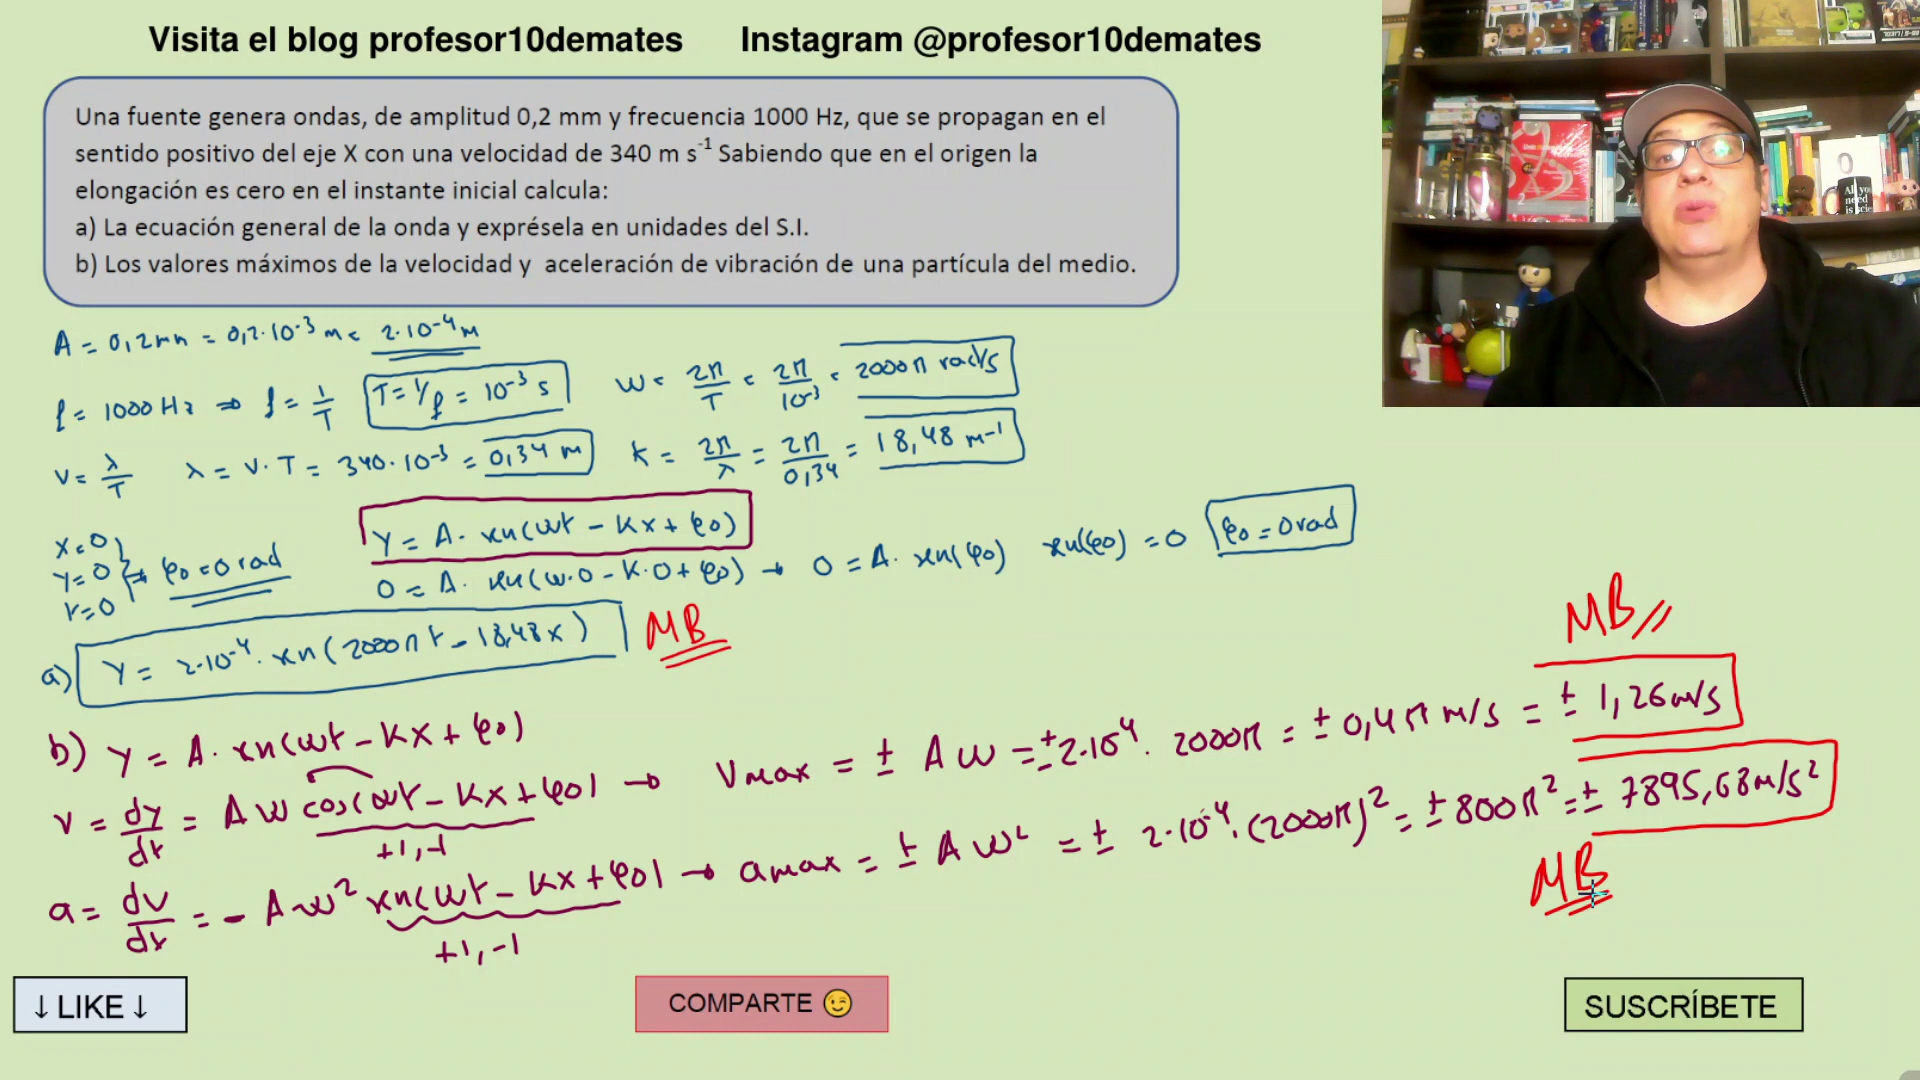 Visita el blog profesor10demates Instagram @profesor10demates
Una fuente genera ondas, de amplitud 0,2 mm y frecuencia 1000 Hz, que se propagan en el
sentido positivo del eje X con una velocidad de 340 m s⁻¹ Sabiendo que en el origen la
elongación es cero en el instante inicial calcula:
a) La ecuación general de la onda y exprésela en unidades del S.I.
b) Los valores máximos de la velocidad y aceleración de vibración de una partícula del medio.
A = 0,2mm = 0,2·10⁻³ m = 2·10⁻⁴ m
f = 1000 Hz ⇒ f = 1/T T = 1/f = 10⁻³ s ω = 2π/T = 2π/10⁻³ = 2000π rad/s
v = λ/T λ = v·T = 340·10⁻³ = 0,34 m k = 2π/λ = 2π/0,34 = 18,48 m⁻¹
x=0
y=0 ⇒ φ0 = 0 rad
t=0
y = A· sen(ωt − kx + φ0)
0 = A· sen(ω·0 − k·0 + φ0) → 0 = A· sen(φ0) sen(φ0) = 0 φ0 = 0 rad
a) y = 2·10⁻⁴· sen(2000πt − 18,48x) MB
b) y = A· sen(ωt − kx + φ0)
v = dy/dt = A ω cos(ωt − kx + φ0) → vmax = ± A ω = ±2·10⁻⁴· 2000π = ± 0,4π m/s = ± 1,26 m/s MB
+1, -1
a = dv/dt = − A·ω² sen(ωt − kx + φ0) → amax = ± A ω² = ± 2·10⁻⁴·(2000π)² = ± 800π² = ± 7895,68 m/s²
+1, -1
MB
↓ LIKE ↓
COMPARTE 😉
SUSCRÍBETE